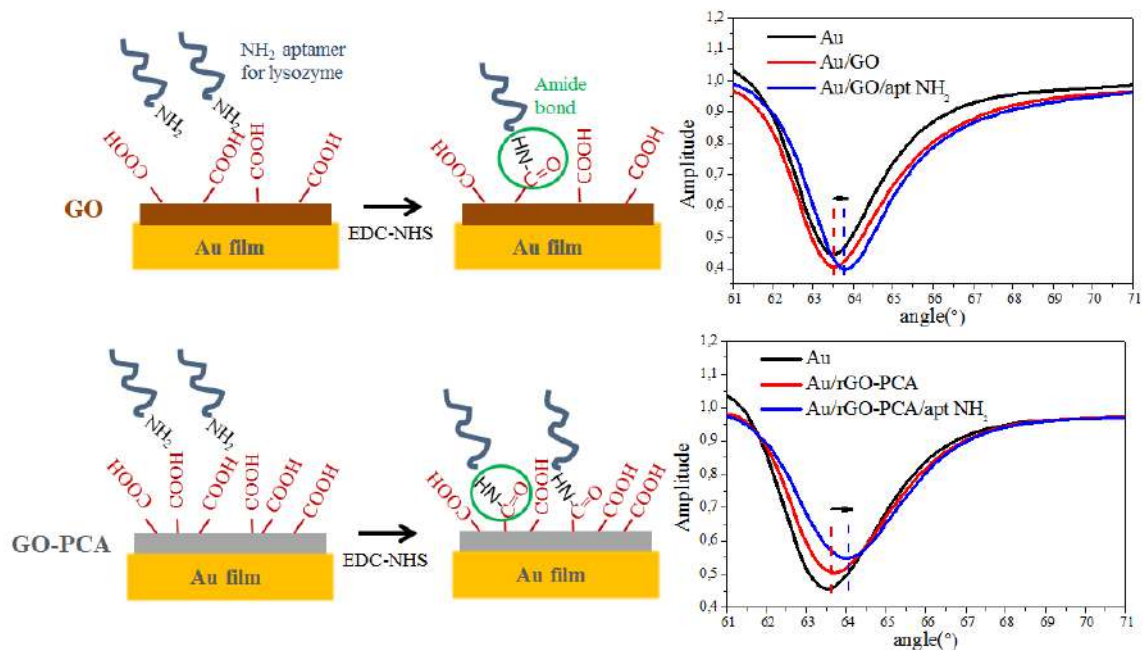 NH2 aptamer
for lysozyme
NH2
NH2
COOH
COOH
COOH
COOH
GO
Au film
EDC-NHS
Amide
bond
HN-C=O
COOH
COOH
COOH
Au film
Au
Au/GO
Au/GO/apt NH2
Amplitude
1,2
1,1
1,0
0,9
0,8
0,7
0,6
0,5
0,4
61 62 63 64 65 66 67 68 69 70 71
angle(°)
NH2
NH2
COOH
COOH
COOH
COOH
COOH
COOH
GO-PCA
Au film
EDC-NHS
HN-C=O
HN-C=O
COOH
COOH
COOH
COOH
Au film
Au
Au/rGO-PCA
Au/rGO-PCA/apt NH2
Amplitude
1,2
1,1
1,0
0,9
0,8
0,7
0,6
0,5
0,4
61 62 63 64 65 66 67 68 69 70 71
angle(°)